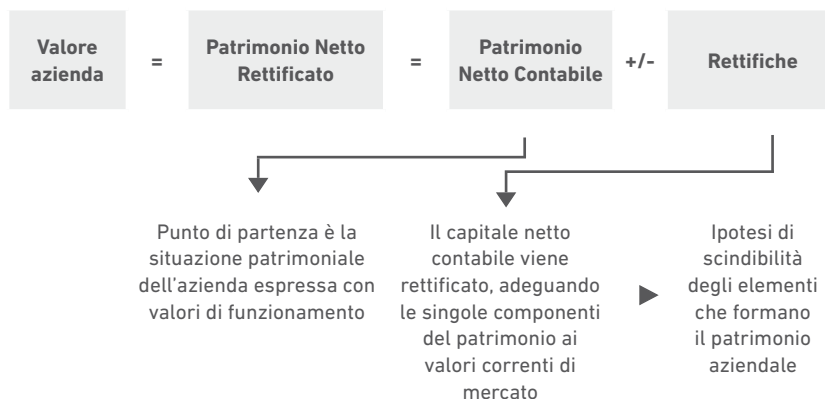 Valore
azienda
=
Patrimonio Netto
Rettificato
=
Patrimonio
Netto Contabile
+/-
Rettifiche
Punto di partenza è la
situazione patrimoniale
dell’azienda espressa con
valori di funzionamento
Il capitale netto
contabile viene
rettificato, adeguando
le singole componenti
del patrimonio ai
valori correnti di
mercato
Ipotesi di
scindibilità
degli elementi
che formano
il patrimonio
aziendale